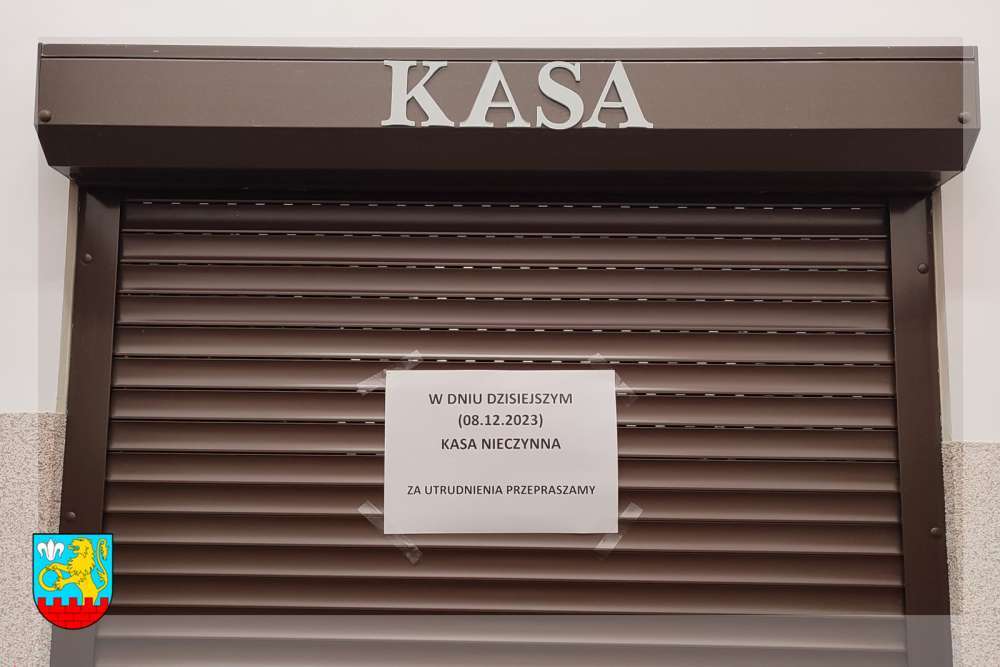 KASA
W DNIU DZISIEJSZYM
(08.12.2023)
KASA NIECZYNNA
ZA UTRUDNIENIA PRZEPRASZAMY